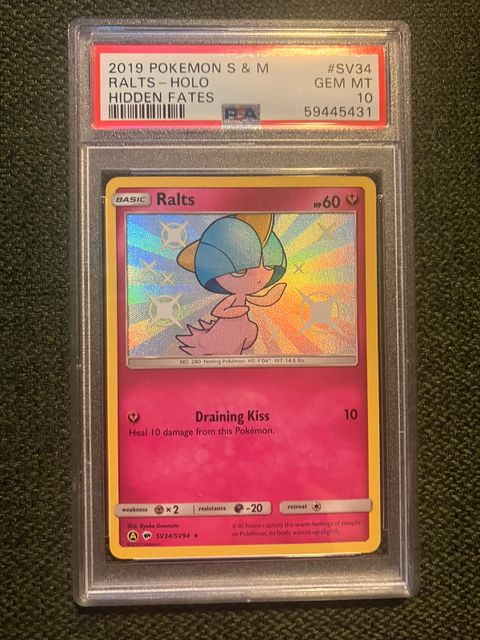 2019 POKEMON S & M #SV34
RALTS - HOLO GEM MT
HIDDEN FATES 10
PSA 59445431
BASIC Ralts HP60
NO. 280 Feeling Pokémon HT: 1'04" WT: 14.6 lbs.
Draining Kiss 10
Heal 10 damage from this Pokémon.
weakness ×2 resistance -20 retreat
Illus. Kyoko Umemoto
If its horns capture the warm feelings of people
or Pokémon, its body warms up slightly.
A SV34/SV94